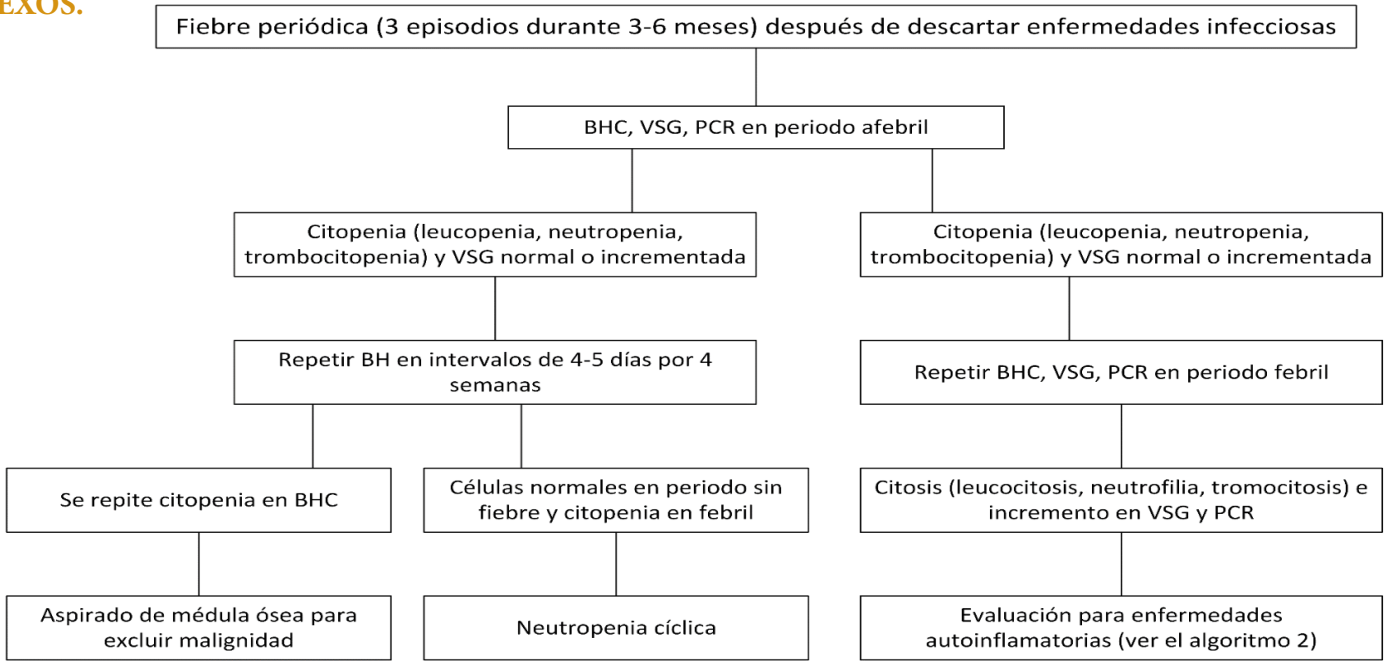 EXOS.
Fiebre periódica (3 episodios durante 3-6 meses) después de descartar enfermedades infecciosas
BHC, VSG, PCR en periodo afebril
Citopenia (leucopenia, neutropenia,
trombocitopenia) y VSG normal o incrementada
Citopenia (leucopenia, neutropenia,
trombocitopenia) y VSG normal o incrementada
Repetir BH en intervalos de 4-5 días por 4
semanas
Repetir BHC, VSG, PCR en periodo febril
Se repite citopenia en BHC
Células normales en periodo sin
fiebre y citopenia en febril
Citosis (leucocitosis, neutrofilia, tromocitosis) e
incremento en VSG y PCR
Aspirado de médula ósea para
excluir malignidad
Neutropenia cíclica
Evaluación para enfermedades
autoinflamatorias (ver el algoritmo 2)